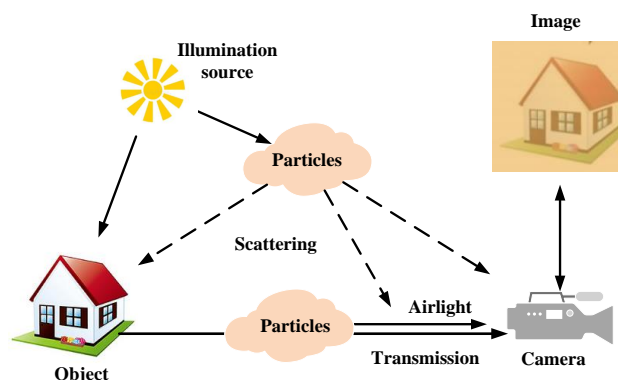 Image
Illumination
source
Particles
Scattering
Particles
Airlight
Transmission
Object
Camera